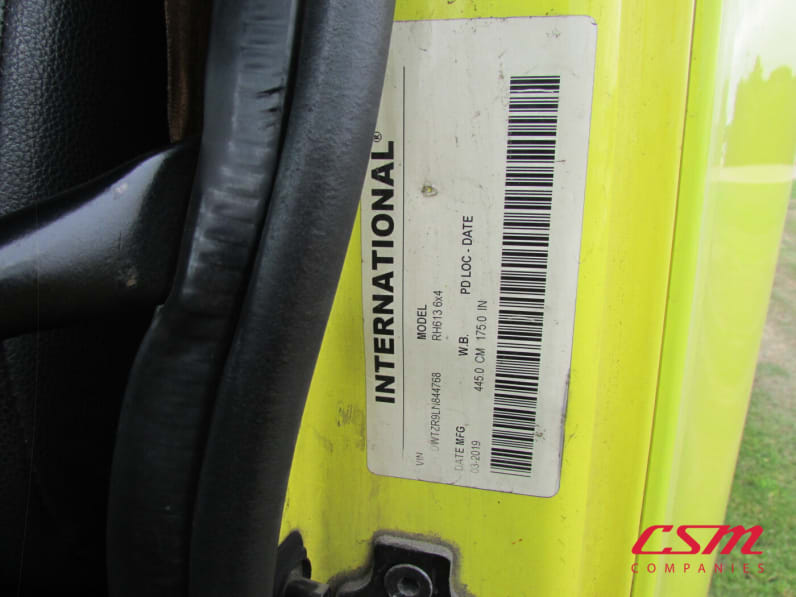 INTERNATIONAL®
VIN
MODEL
RH613 6x4
DATE MFG
03-2019
W.B.
445.0 CM 175.0 IN
PD LOC - DATE
CSM
COMPANIES